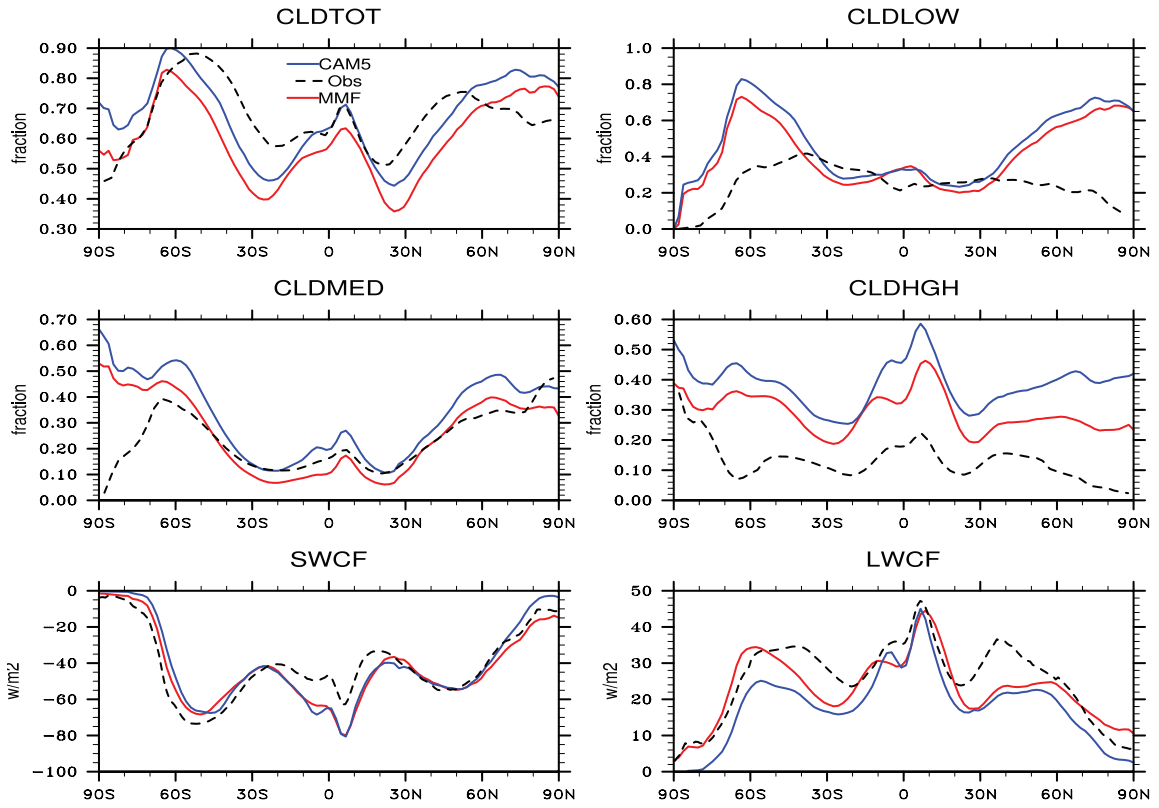 CLDTOT
0.90
0.80
0.70
0.60
0.50
0.40
0.30
fraction
CAM5
Obs
MMF
90S 60S 30S 0 30N 60N 90N
CLDLOW
1.0
0.8
0.6
0.4
0.2
0.0
fraction
90S 60S 30S 0 30N 60N 90N
CLDMED
0.70
0.60
0.50
0.40
0.30
0.20
0.10
0.00
fraction
90S 60S 30S 0 30N 60N 90N
CLDHGH
0.60
0.50
0.40
0.30
0.20
0.10
0.00
fraction
90S 60S 30S 0 30N 60N 90N
SWCF
0
−20
−40
−60
−80
−100
w/m2
90S 60S 30S 0 30N 60N 90N
LWCF
50
40
30
20
10
0
w/m2
90S 60S 30S 0 30N 60N 90N